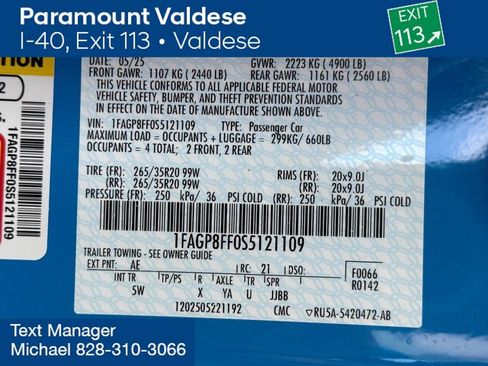 Paramount Valdese
I-40, Exit 113 • Valdese
EXIT
113
TION
2
S.
1FAGP8FF0S5121109
05/25
GVWR: 2223 KG ( 4900 LB)
FRONT GAWR: 1107 KG ( 2440 LB)
REAR GAWR: 1161 KG ( 2560 LB)
THIS VEHICLE CONFORMS TO ALL APPLICABLE FEDERAL MOTOR
VEHICLE SAFETY, BUMPER, AND THEFT PREVENTION STANDARDS
IN EFFECT ON THE DATE OF MANUFACTURE SHOWN ABOVE.
VIN: 1FAGP8FF0S5121109 TYPE: Passenger Car
MAXIMUM LOAD = OCCUPANTS + LUGGAGE = 299KG/ 660LB
OCCUPANTS = 4 TOTAL; 2 FRONT, 2 REAR
TIRE (FR): 265/35R20 99W RIMS (FR): 20x9.0J
(RR): 265/35R20 99W (RR): 20x9.0J
PRESSURE (FR): 250 kPa/ 36 PSI COLD (RR): 250 kPa/ 36 PSI COLD
1FAGP8FF0S5121109
TRAILER TOWING - SEE OWNER GUIDE
EXT PNT: AE RC: 21 DSO:
F0066
R0142
INT TR TP/PS R AXLE TR SPR
5W X YA U JJBB
1202505221192 CMC RU5A-5420472-AB
Text Manager
Michael 828-310-3066